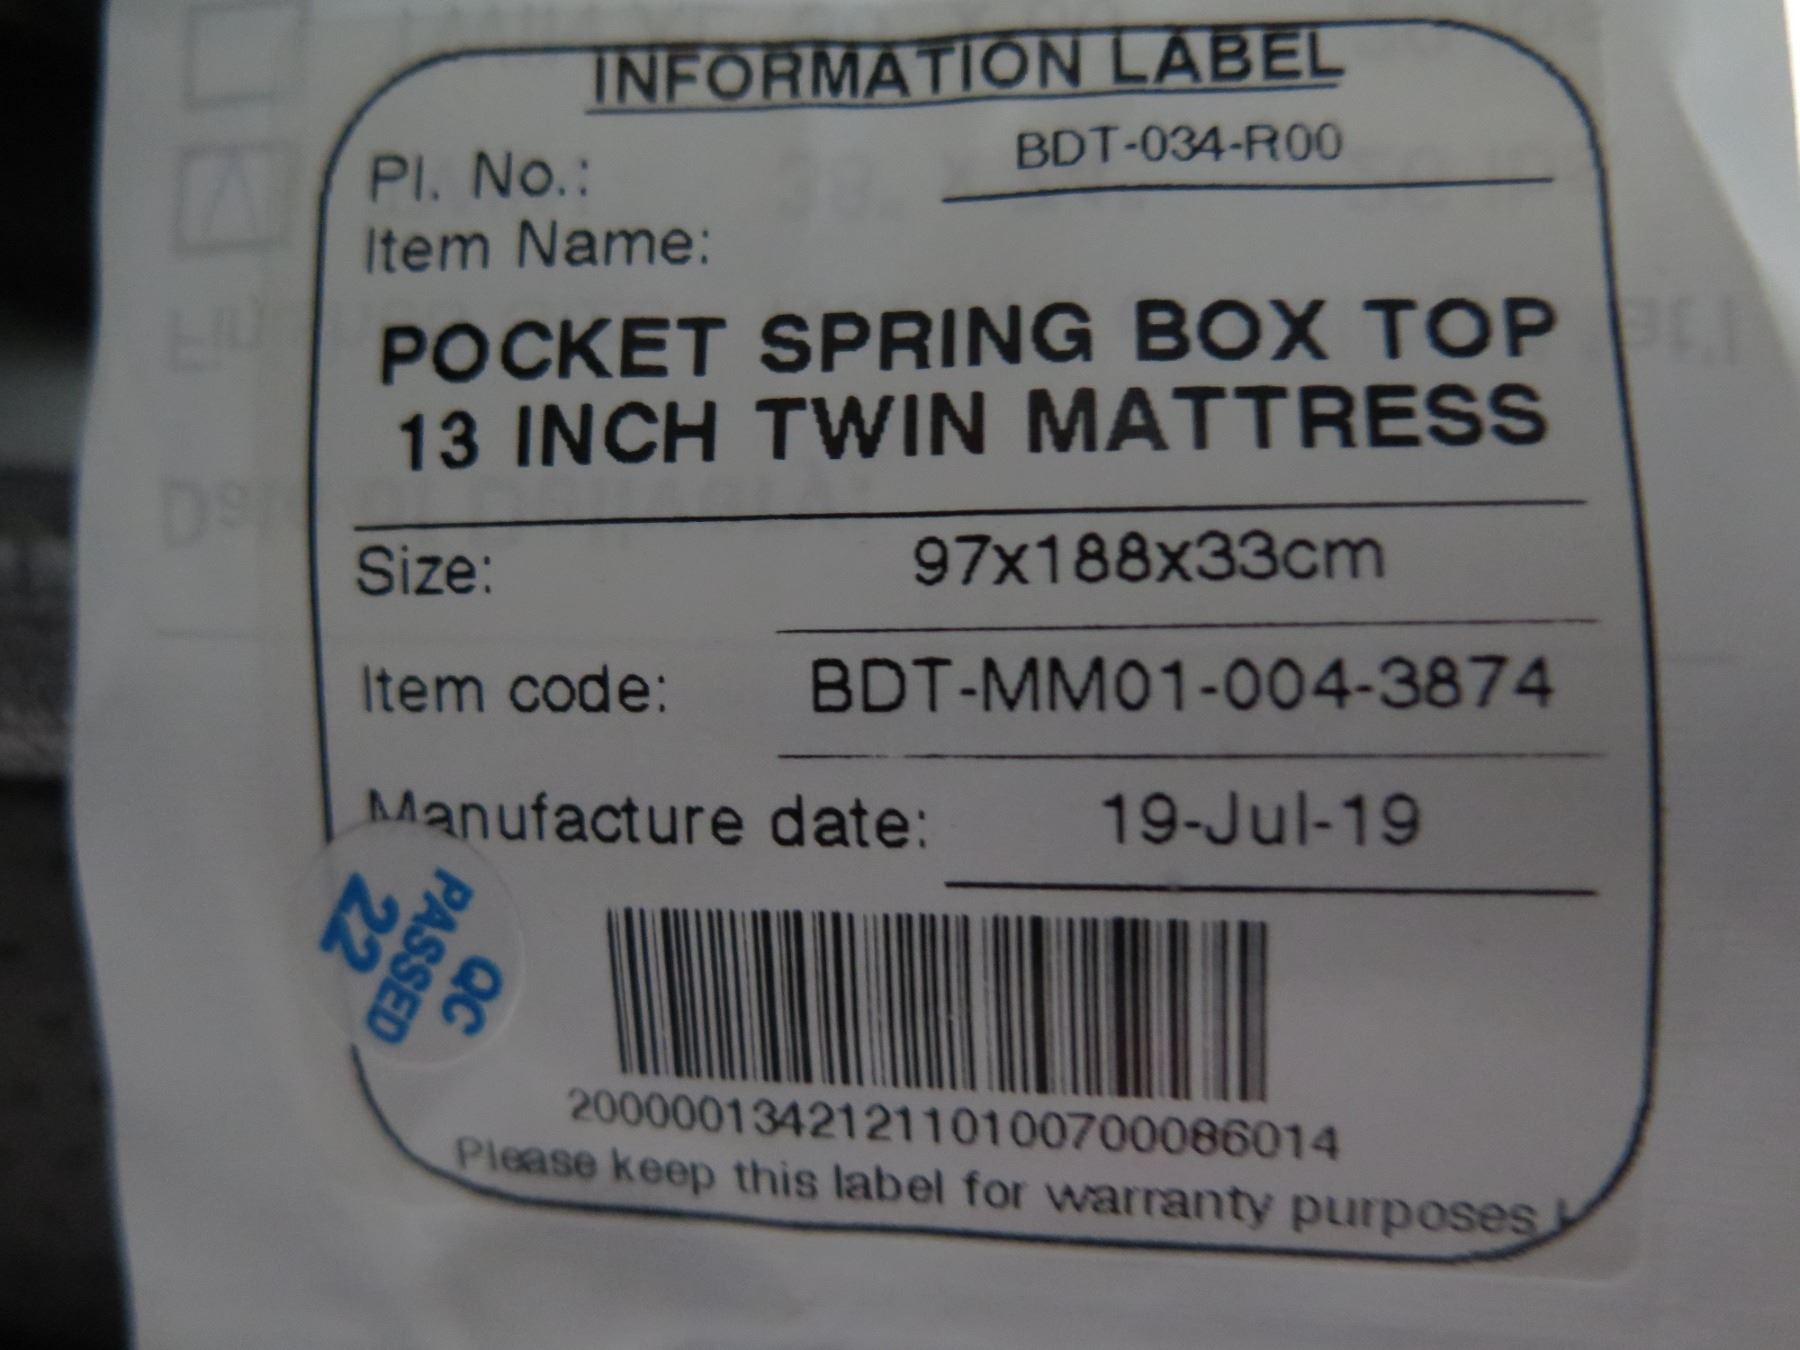 INFORMATION LABEL
Pl. No.: BDT-034-R00
Item Name:
POCKET SPRING BOX TOP
13 INCH TWIN MATTRESS
Size: 97x188x33cm
Item code: BDT-MM01-004-3874
Manufacture date: 19-Jul-19
QC
PASSED
22
200000134212110100700086014
Please keep this label for warranty purposes !